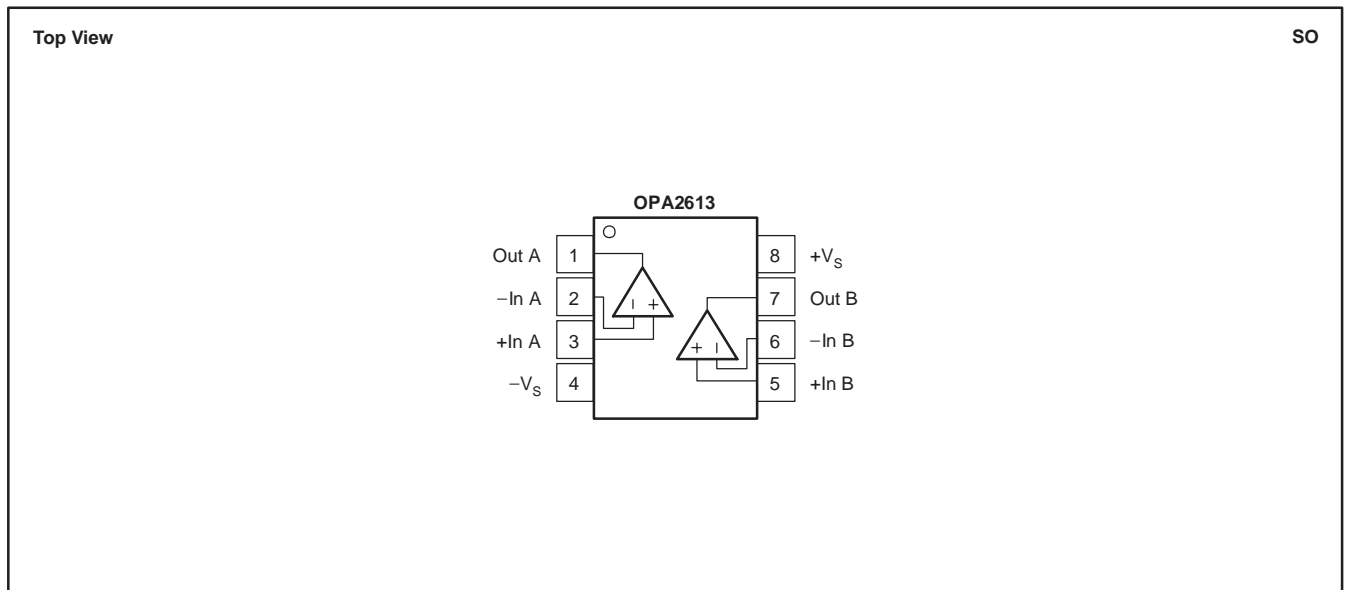 Top View
SO
OPA2613
Out A 1
−In A 2
+In A 3
−VS 4
8 +VS
7 Out B
6 −In B
5 +In B
− +
+ −